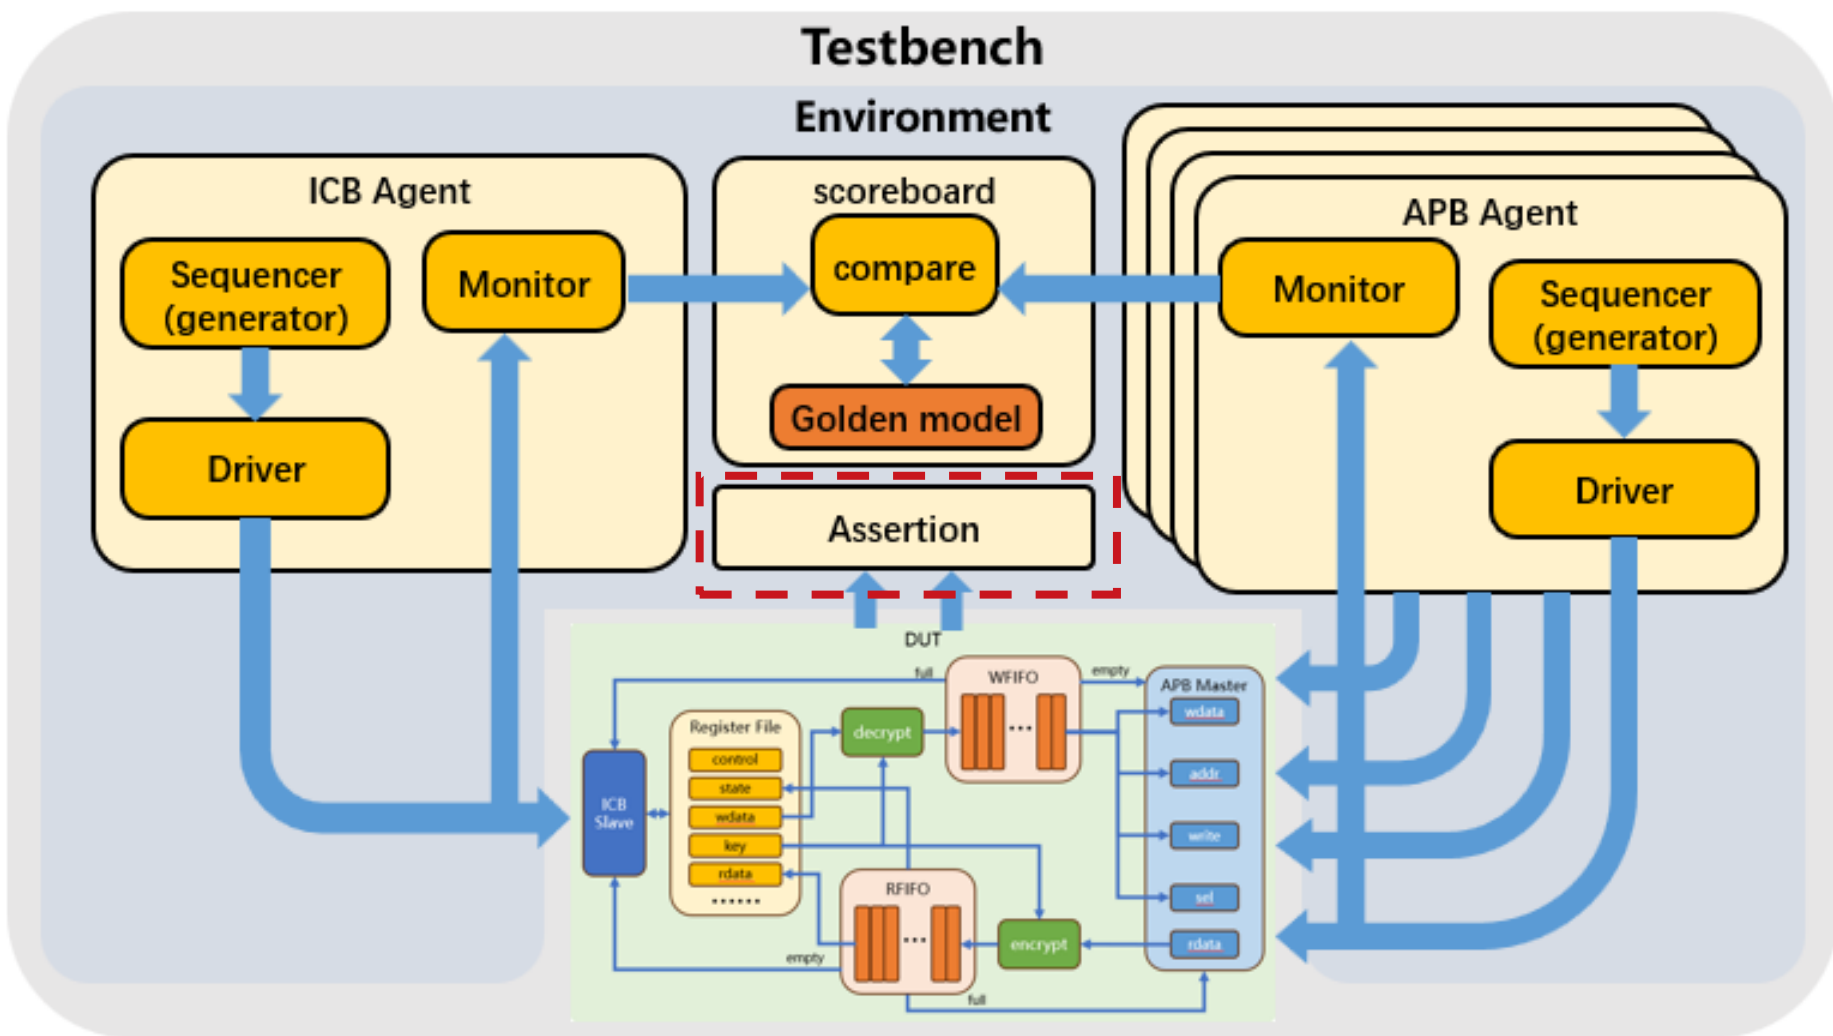 Testbench
Environment
ICB Agent
Sequencer
(generator)
Monitor
Driver
scoreboard
compare
Golden model
Assertion
APB Agent
Monitor
Sequencer
(generator)
Driver
DUT
full
WFIFO
...
empty
APB Master
wdata
addr
write
sel
rdata
Register File
control
state
wdata
key
rdata
......
decrypt
ICB
Slave
RFIFO
...
encrypt
empty
full